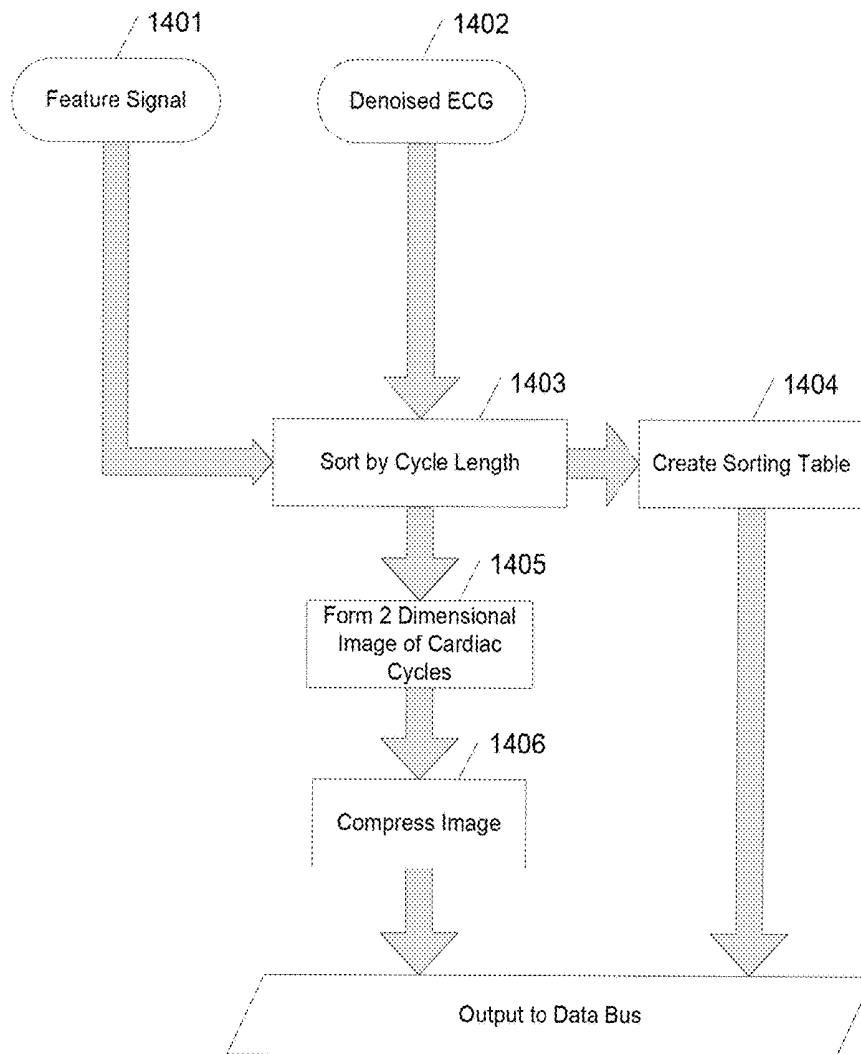 1401
1402
Feature Signal
Denoised ECG
1403
1404
Sort by Cycle Length
Create Sorting Table
1405
Form 2 Dimensional
Image of Cardiac
Cycles
1406
Compress Image
Output to Data Bus